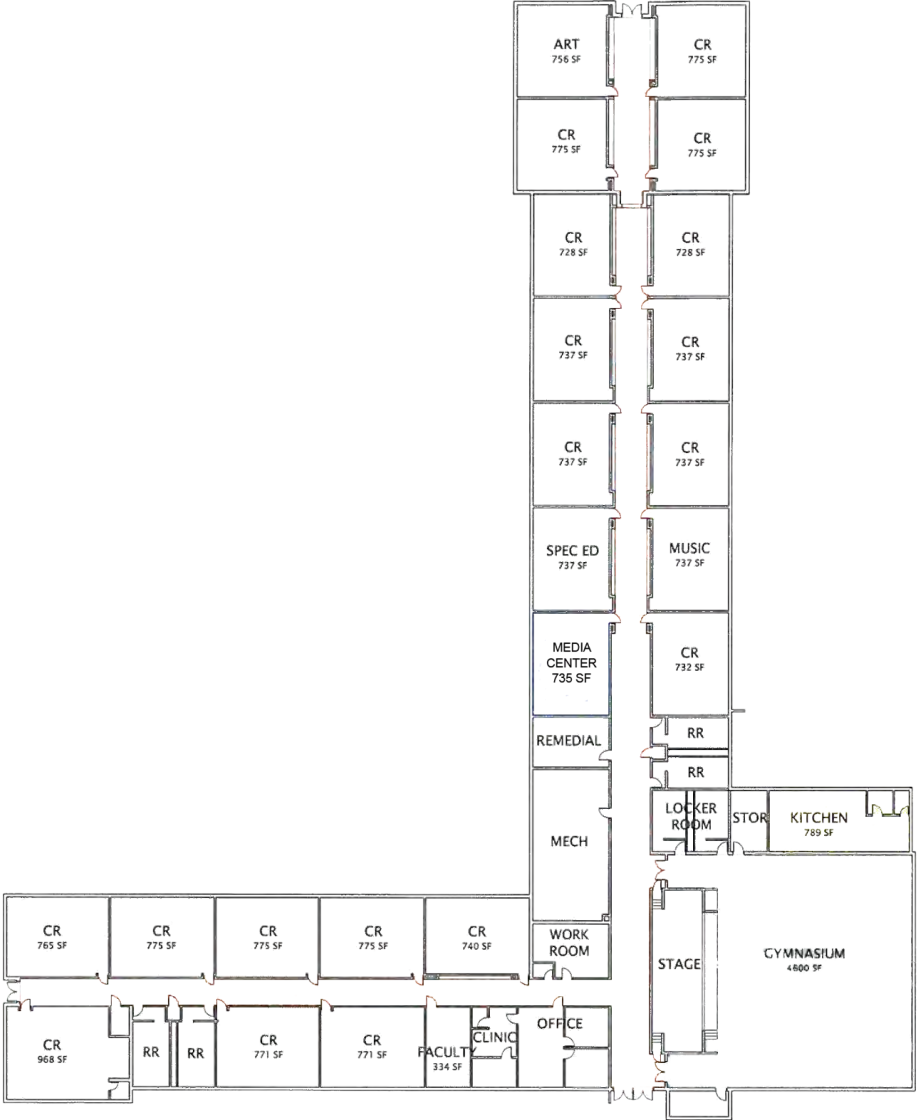 ART
756 SF
CR
775 SF
CR
775 SF
CR
775 SF
CR
728 SF
CR
728 SF
CR
737 SF
CR
737 SF
CR
737 SF
CR
737 SF
SPEC ED
737 SF
MUSIC
737 SF
MEDIA
CENTER
735 SF
CR
732 SF
REMEDIAL
RR
RR
LOCKER
ROOM
STOR
KITCHEN
789 SF
MECH
CR
765 SF
CR
775 SF
CR
775 SF
CR
775 SF
CR
740 SF
WORK
ROOM
STAGE
GYMNASIUM
4600 SF
CR
968 SF
RR
RR
CR
771 SF
CR
771 SF
FACULTY
334 SF
CLINIC
OFFICE